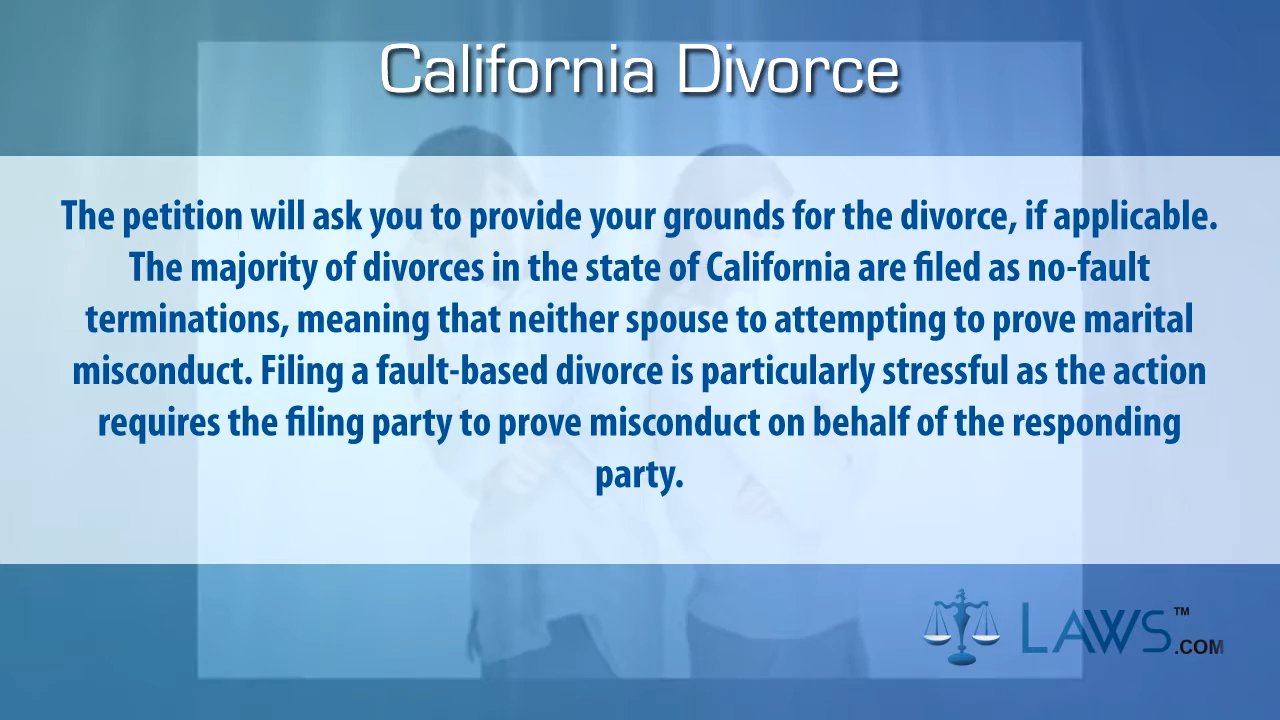 California Divorce
The petition will ask you to provide your grounds for the divorce, if applicable.
The majority of divorces in the state of California are filed as no-fault
terminations, meaning that neither spouse to attempting to prove marital
misconduct. Filing a fault-based divorce is particularly stressful as the action
requires the filing party to prove misconduct on behalf of the responding
party.
LAWS™.COM